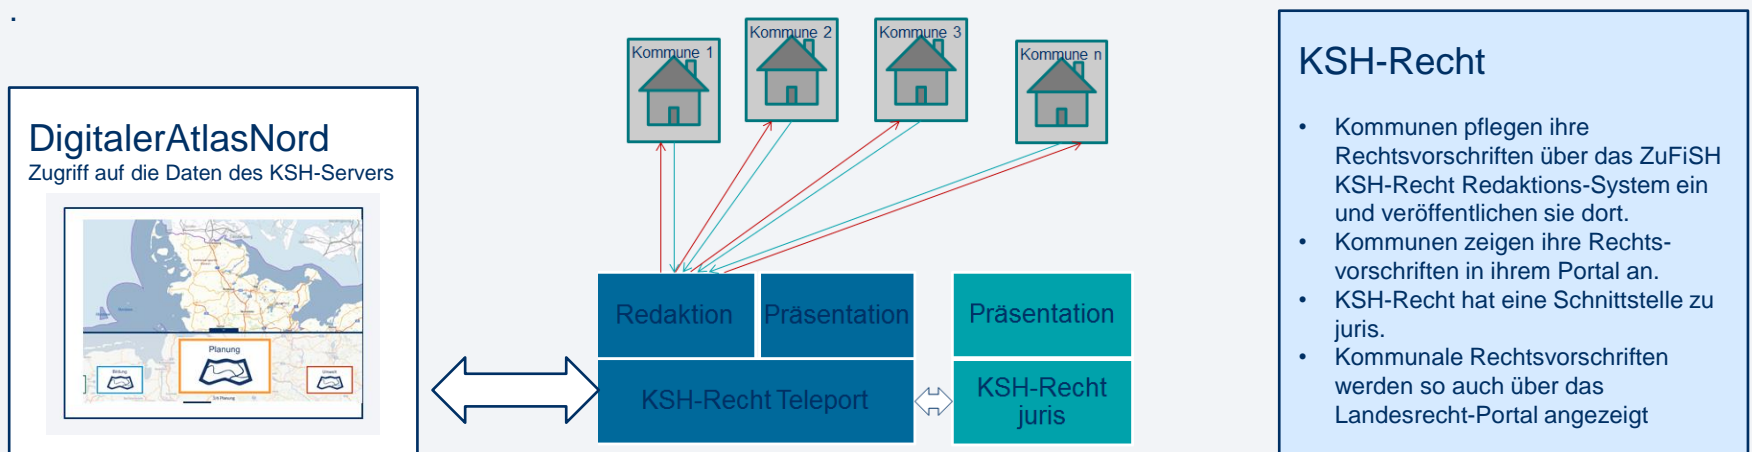 .
DigitalerAtlasNord
Zugriff auf die Daten des KSH-Servers
Planung
Bildung
Umwelt
Kommune 1
Kommune 2
Kommune 3
Kommune n
Redaktion
Präsentation
KSH-Recht Teleport
Präsentation
KSH-Recht
juris
KSH-Recht
• Kommunen pflegen ihre
Rechtsvorschriften über das ZuFiSH
KSH-Recht Redaktions-System ein
und veröffentlichen sie dort.
• Kommunen zeigen ihre Rechts-
vorschriften in ihrem Portal an.
• KSH-Recht hat eine Schnittstelle zu
juris.
• Kommunale Rechtsvorschriften
werden so auch über das
Landesrecht-Portal angezeigt